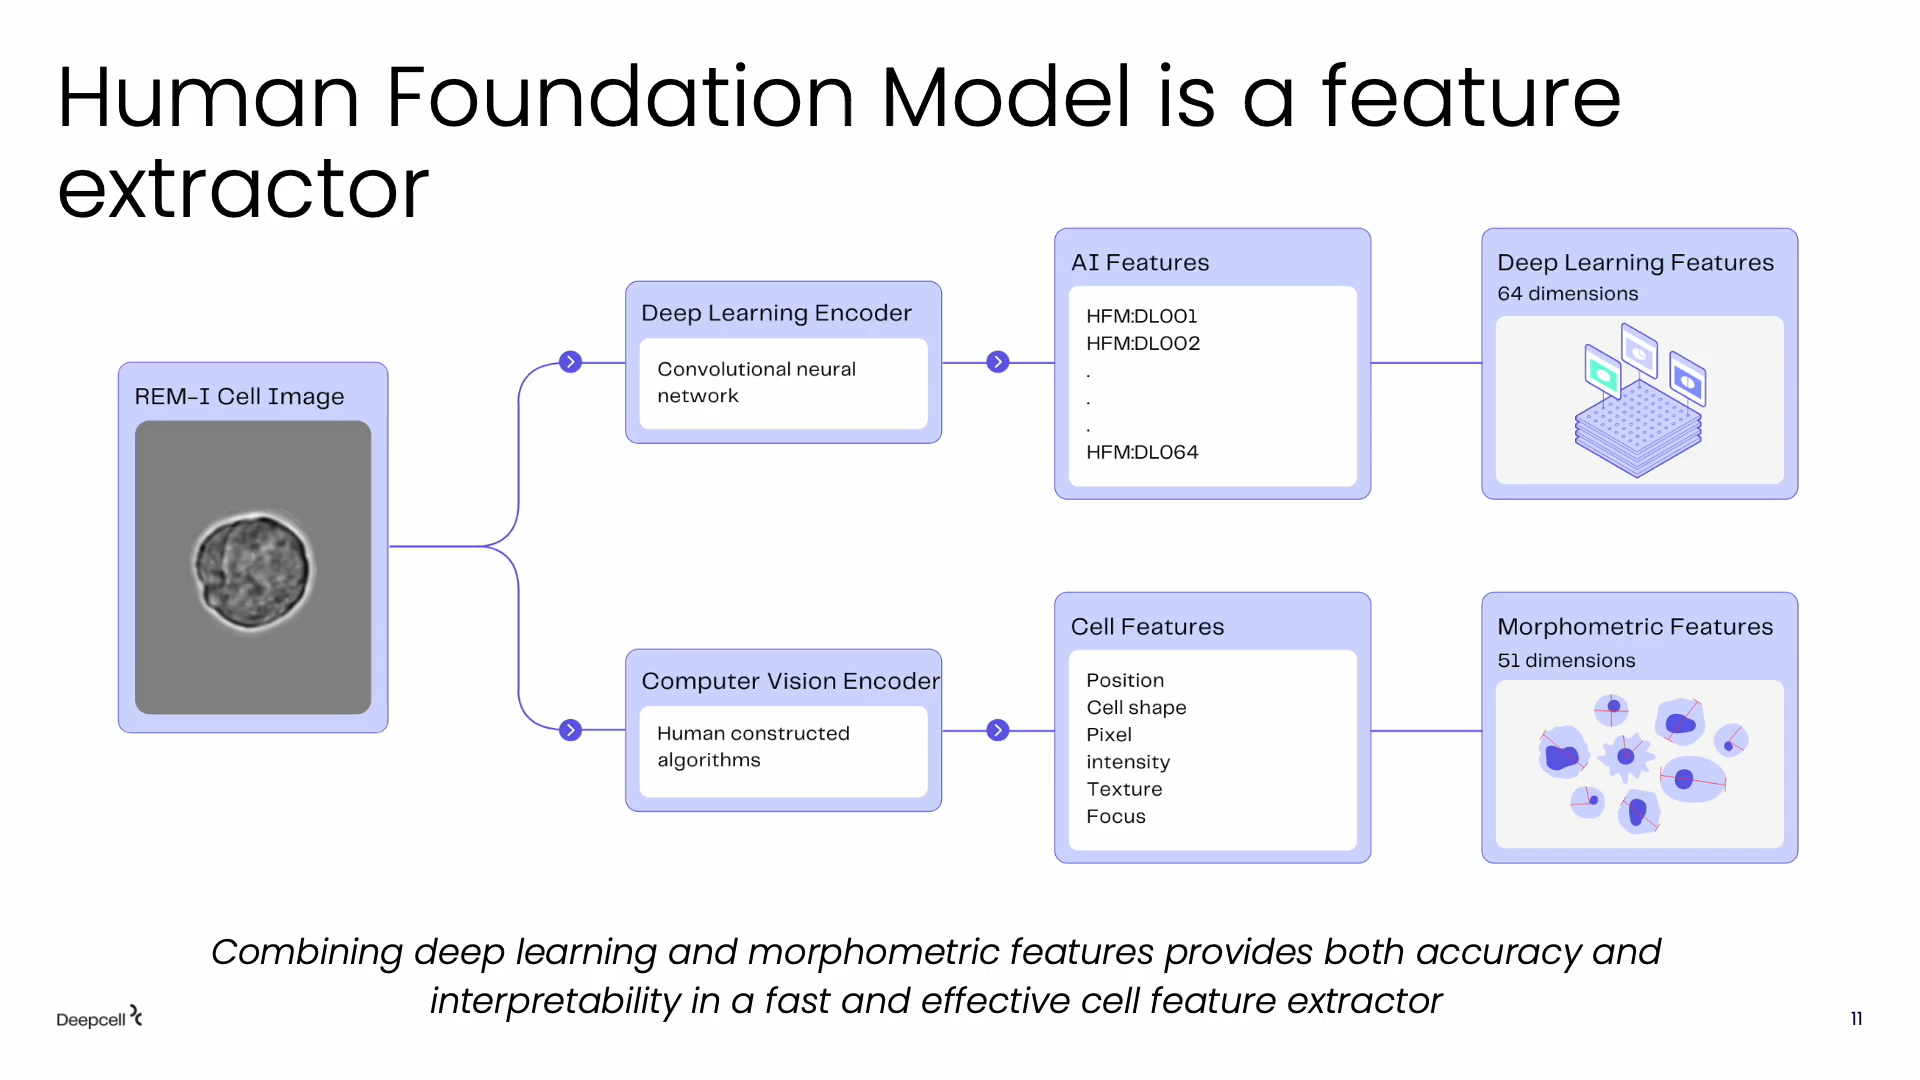 Human Foundation Model is a feature
extractor
REM-I Cell Image
Deep Learning Encoder
Convolutional neural
network
AI Features
HFM:DL001
HFM:DL002
.
.
.
HFM:DL064
Deep Learning Features
64 dimensions
Computer Vision Encoder
Human constructed
algorithms
Cell Features
Position
Cell shape
Pixel
intensity
Texture
Focus
Morphometric Features
51 dimensions
Combining deep learning and morphometric features provides both accuracy and
interpretability in a fast and effective cell feature extractor
Deepcell
11